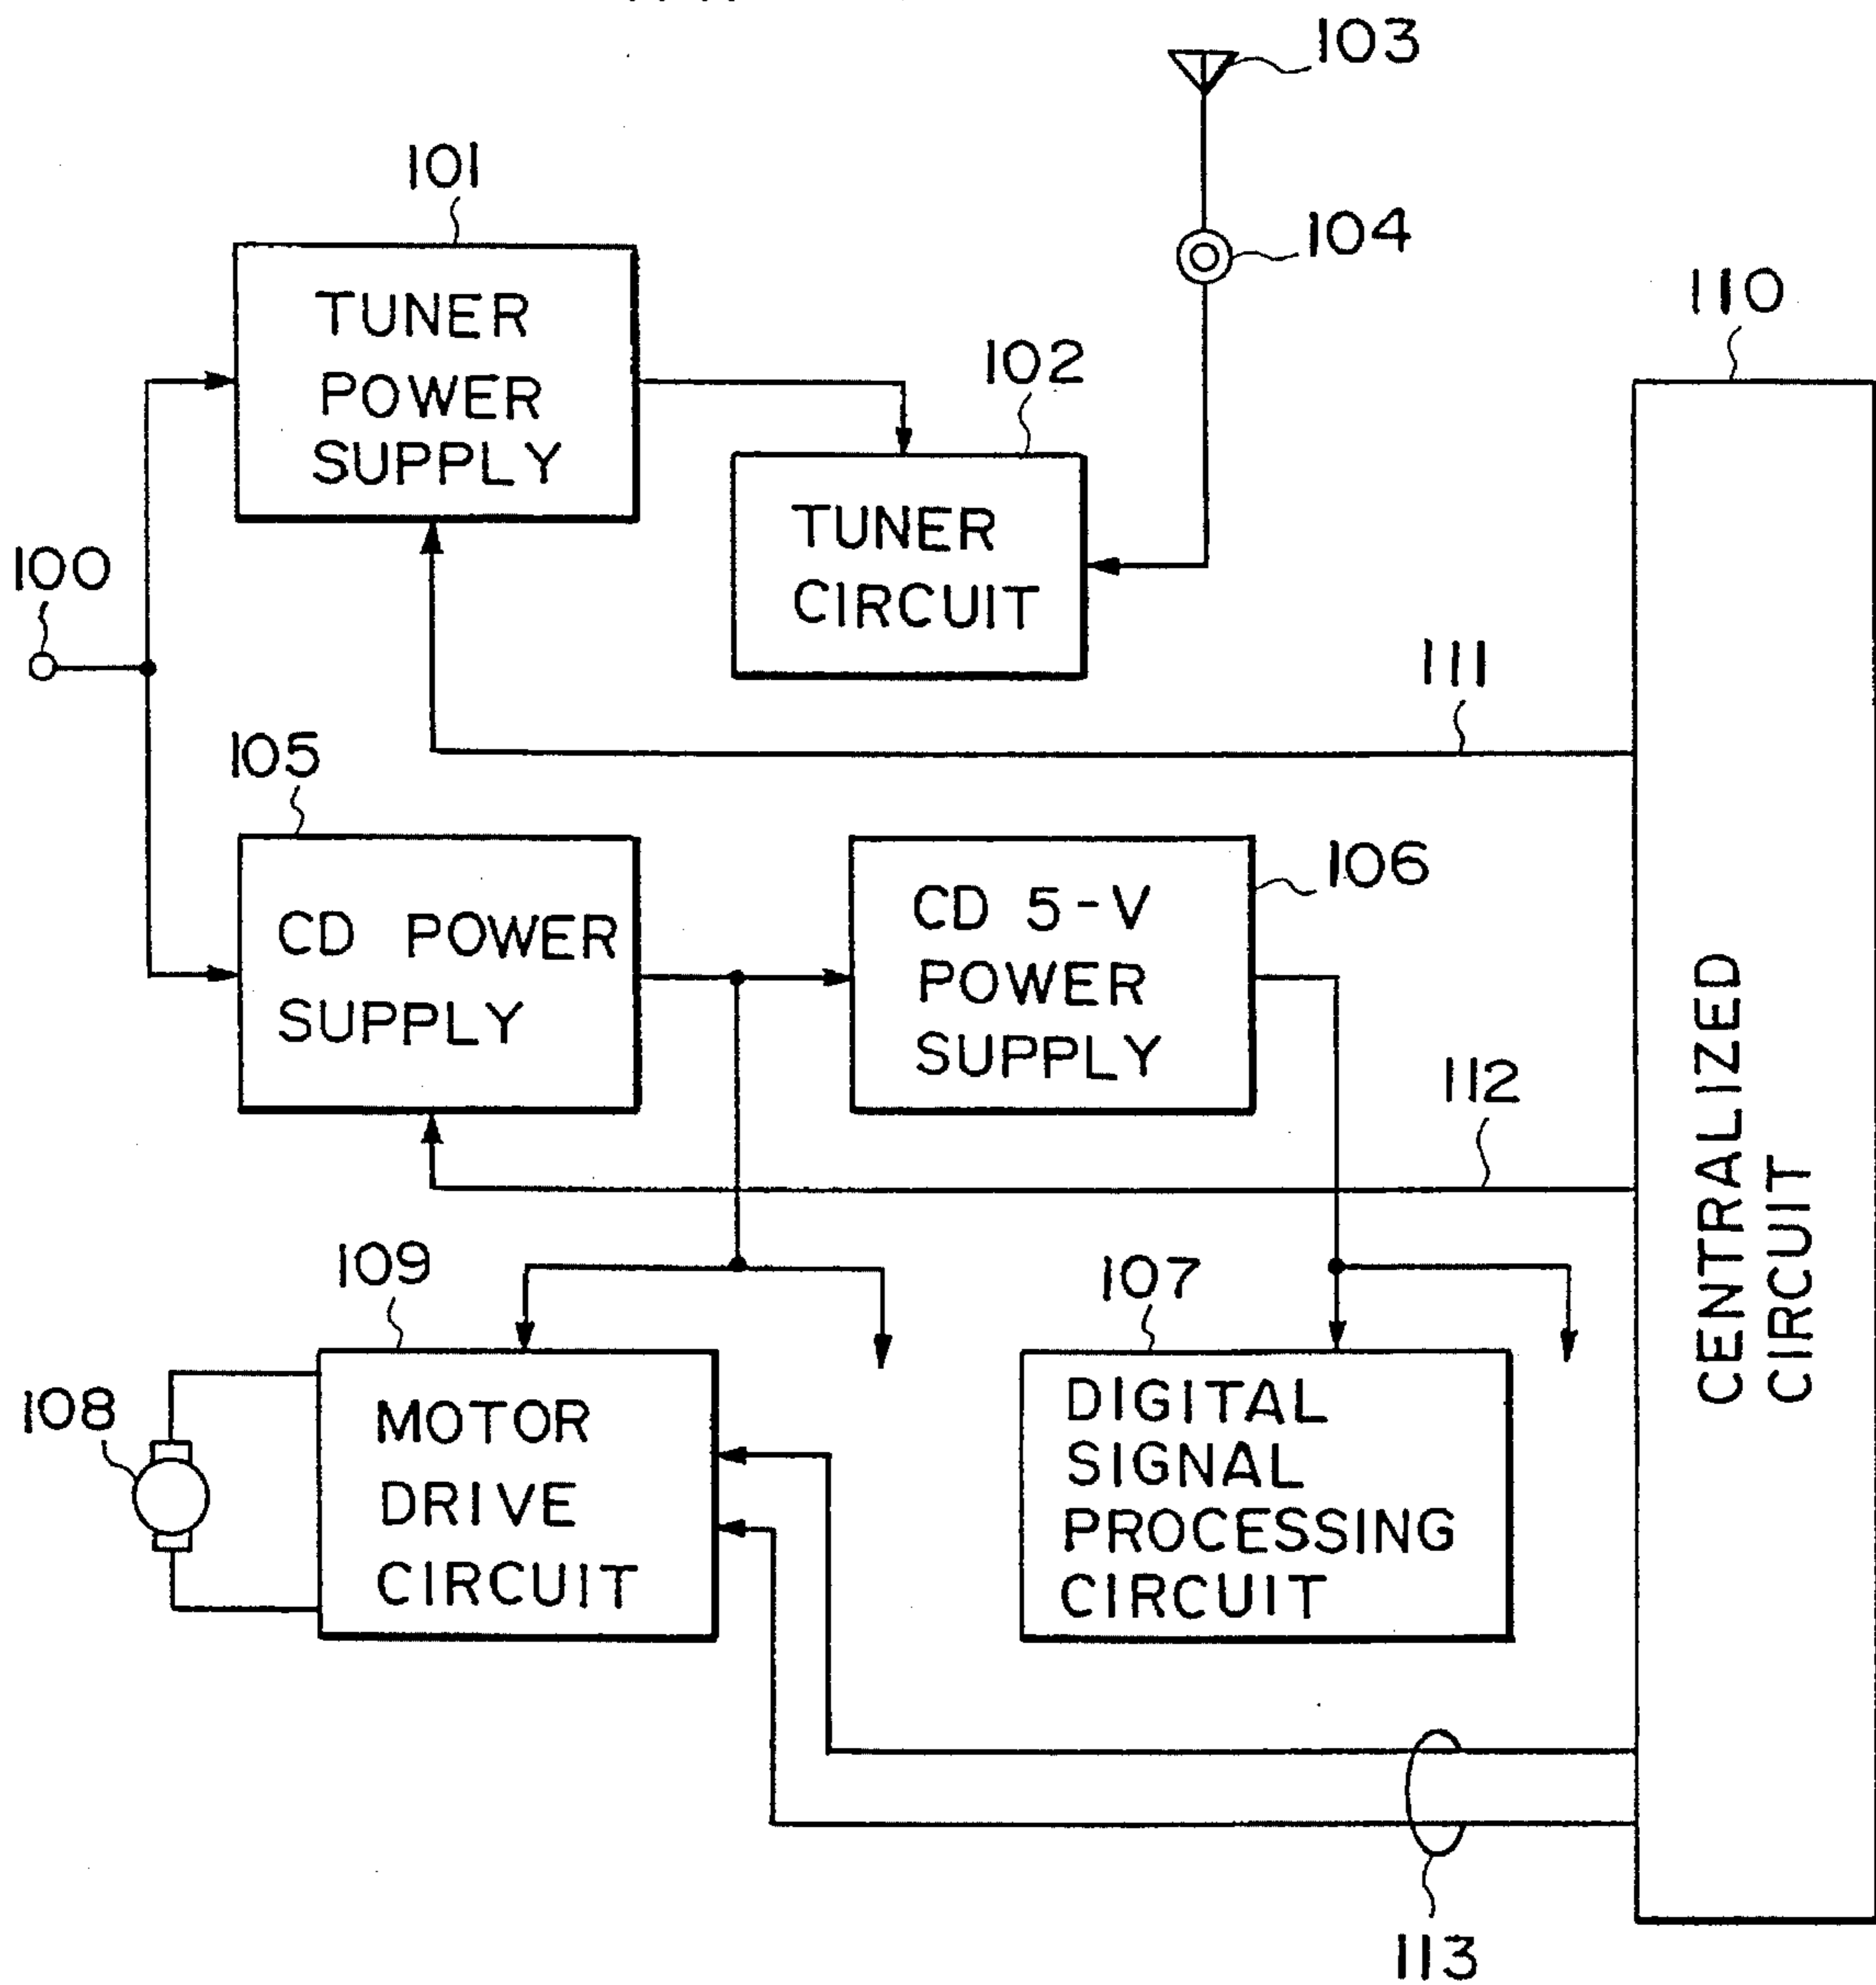 103
101
104
TUNER
POWER
SUPPLY
110
102
TUNER
CIRCUIT
100
111
105
CD POWER
SUPPLY
CD 5-V
POWER
SUPPLY
106
112
CENTRALIZED
CIRCUIT
109
107
108
MOTOR
DRIVE
CIRCUIT
DIGITAL
SIGNAL
PROCESSING
CIRCUIT
113